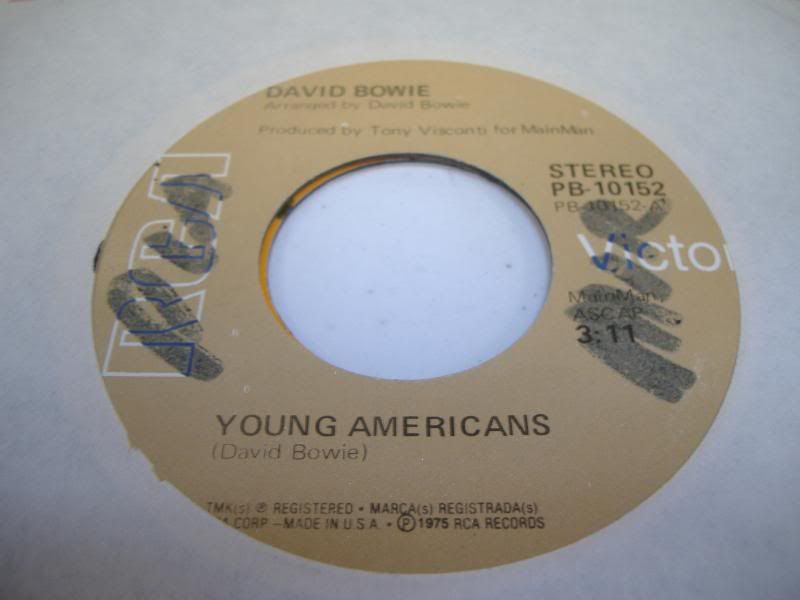 DAVID BOWIE
Arranged by David Bowie
Produced by Tony Visconti for MainMan
RCA
STEREO
PB-10152
PB-10152-A
Victor
MainMan
ASCAP
3:11
YOUNG AMERICANS
(David Bowie)
TMK(s) ® REGISTERED • MARCA(s) REGISTRADA(s)
CORP –MADE IN U.S.A. • ℗ 1975 RCA RECORDS